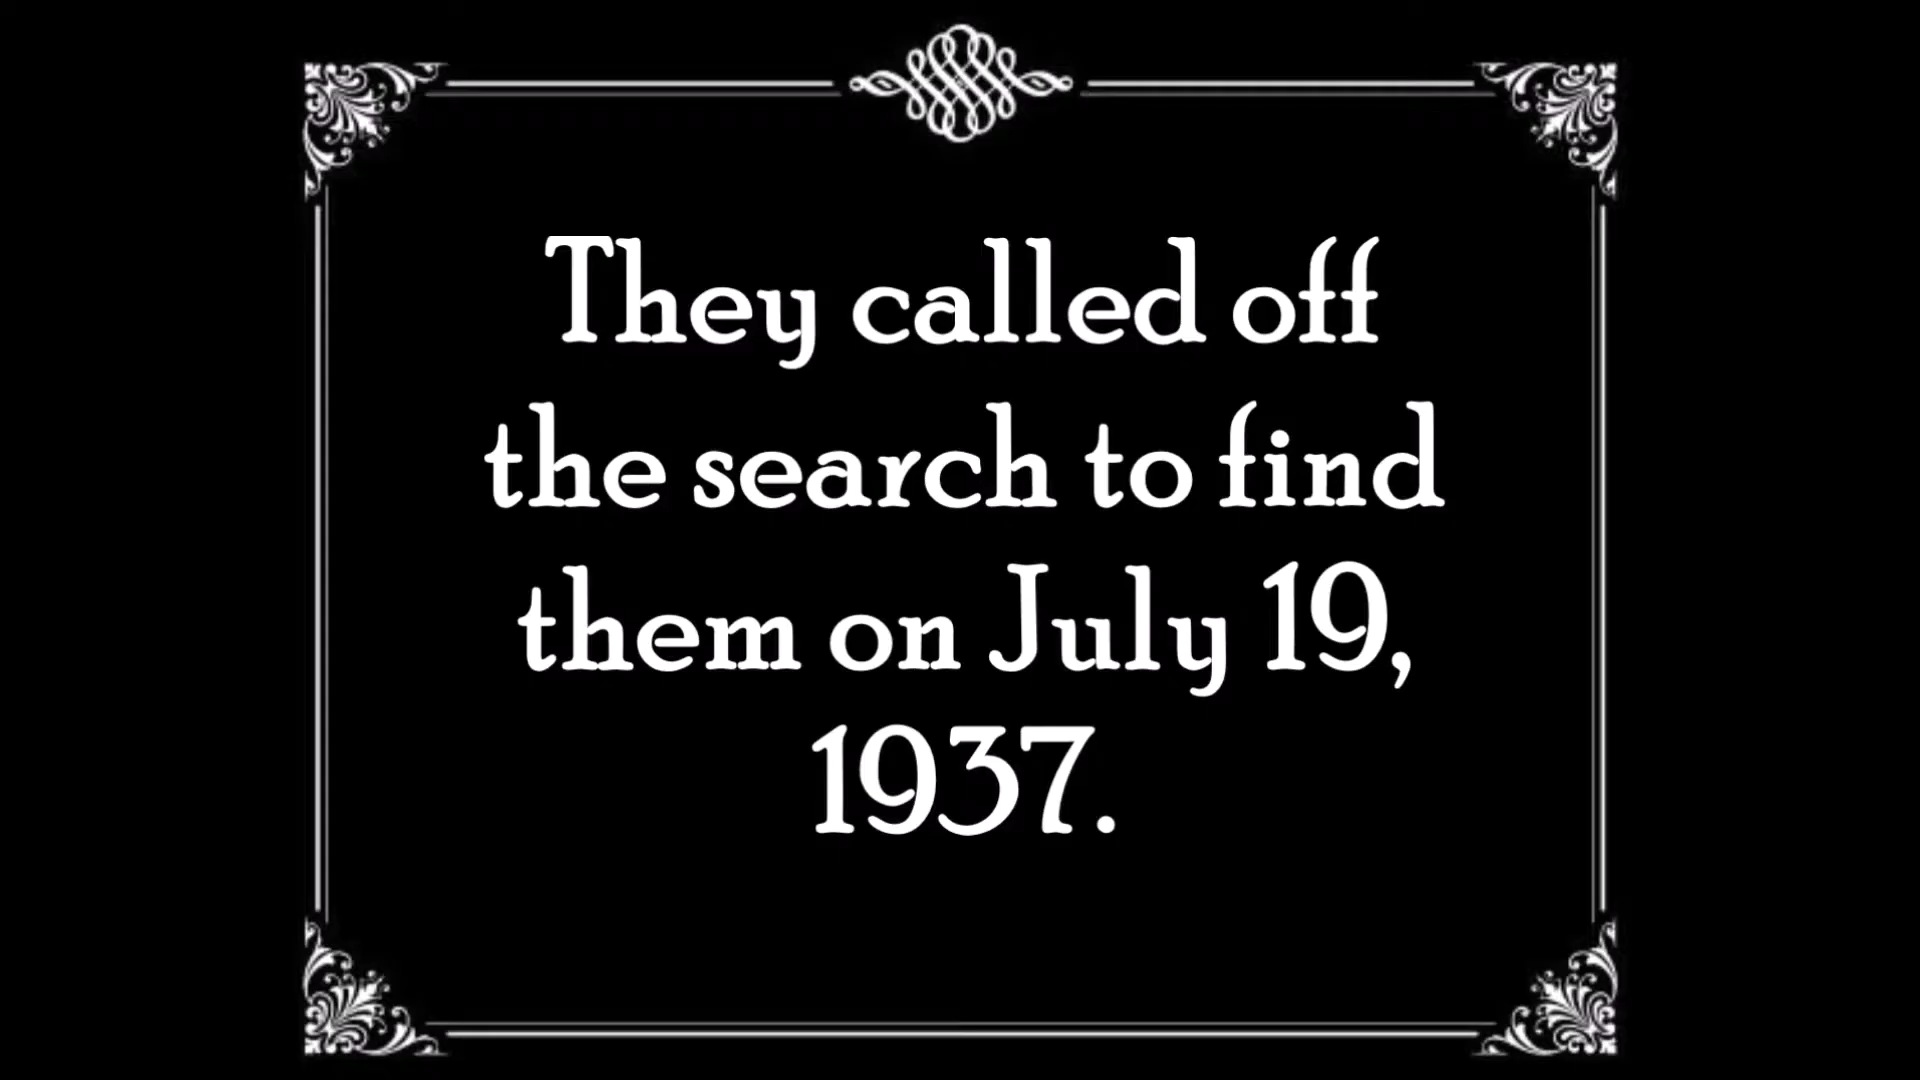 They called off
the search to find
them on July 19,
1937.